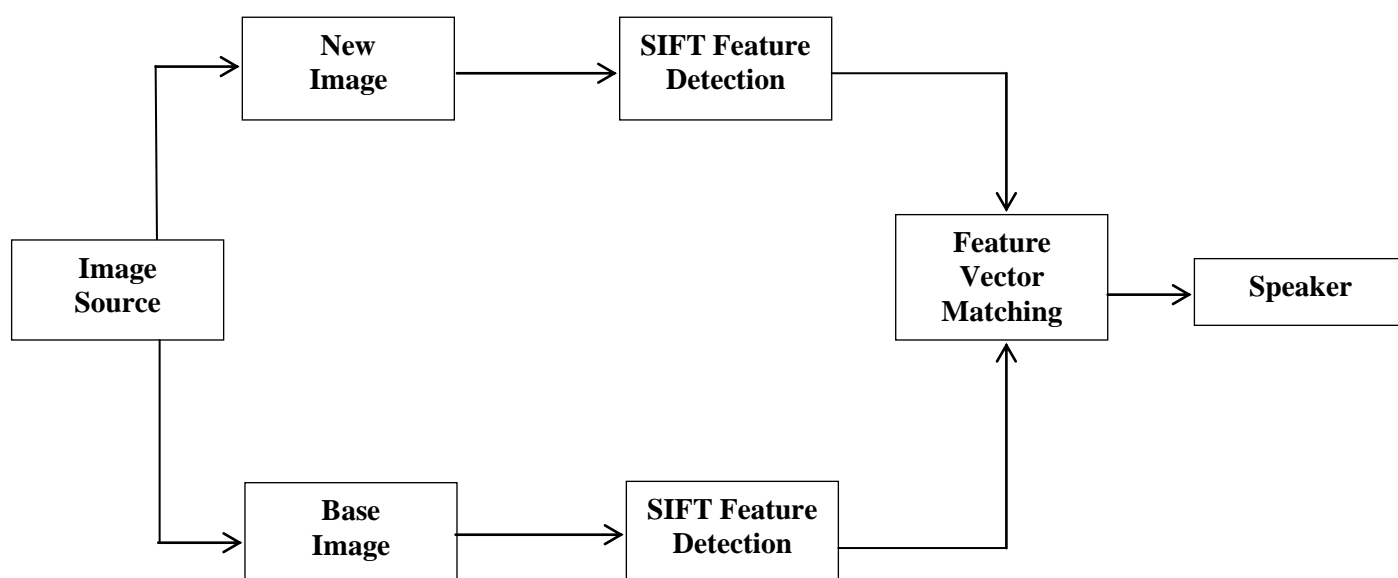 New
Image
SIFT Feature
Detection
Image
Source
Feature
Vector
Matching
Speaker
Base
Image
SIFT Feature
Detection